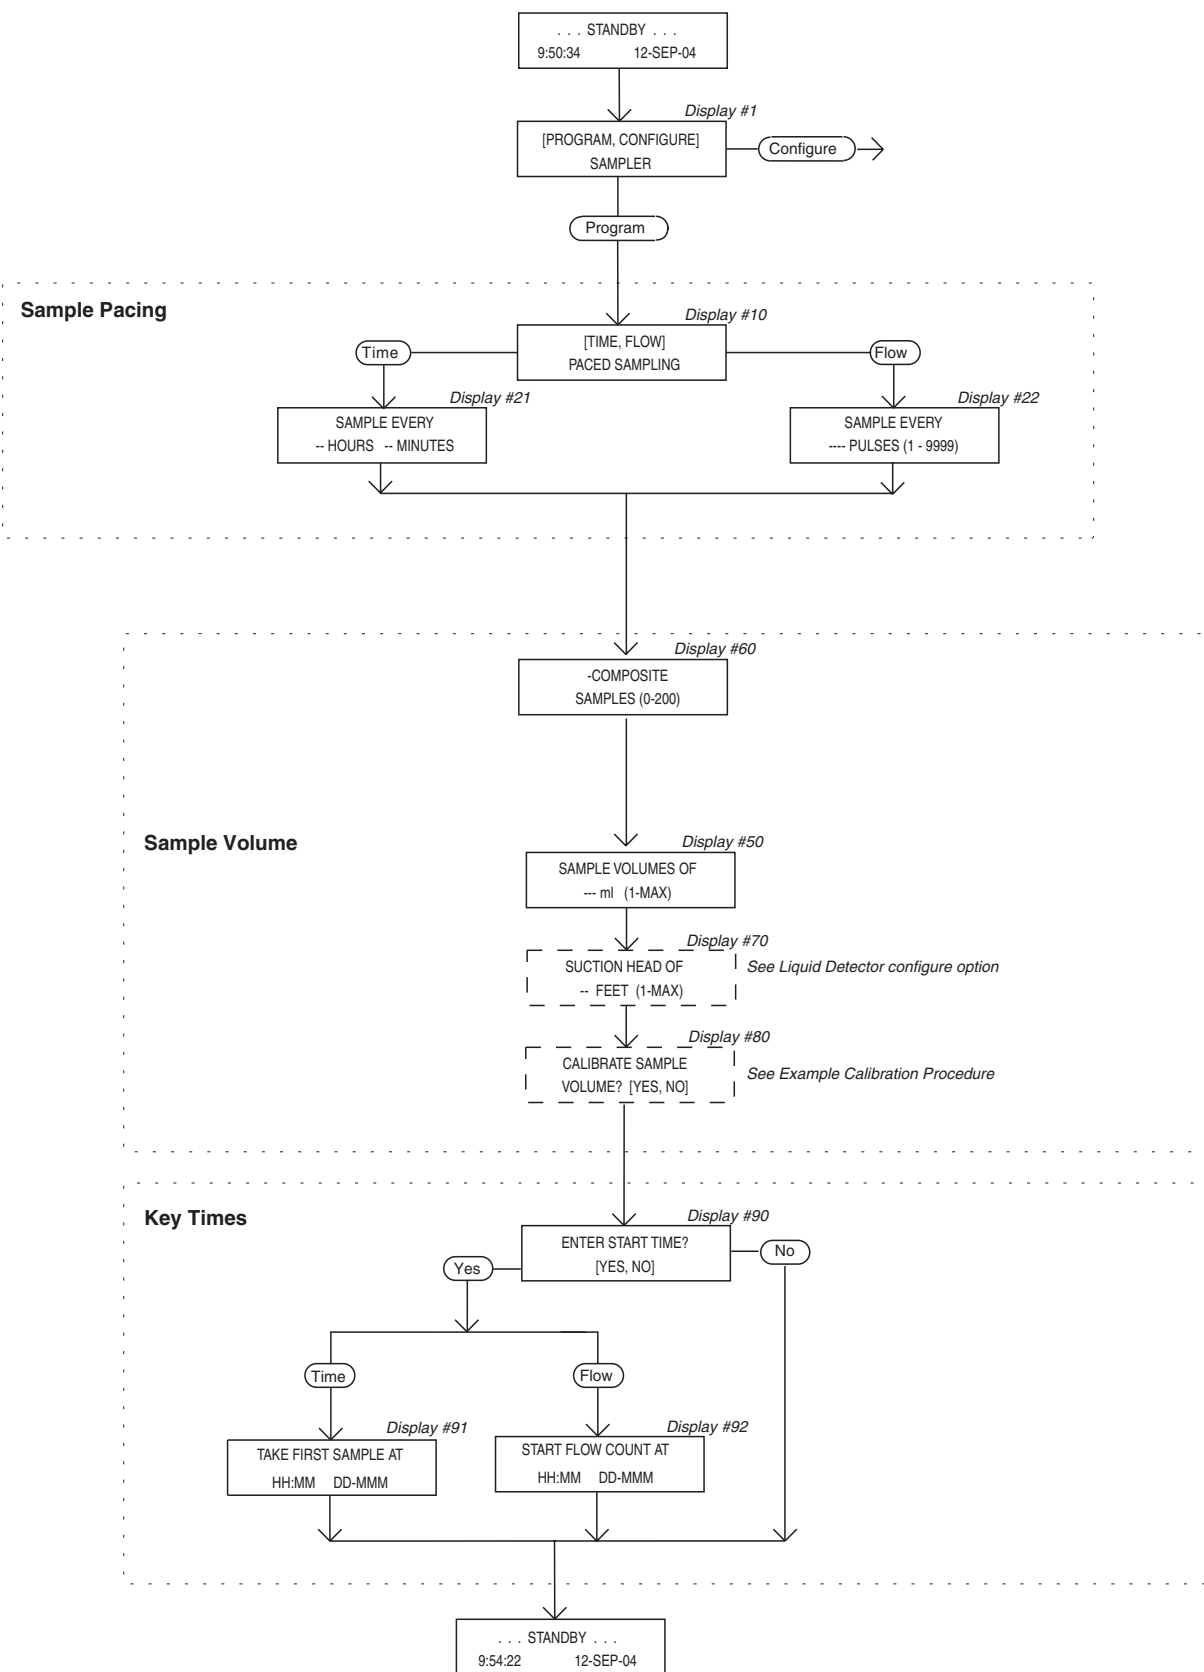 . . . STANDBY . . .
9:50:34 12-SEP-04
Display #1
[PROGRAM, CONFIGURE]
SAMPLER
Configure
Program
Sample Pacing
Display #10
[TIME, FLOW]
PACED SAMPLING
Time
Flow
Display #21
SAMPLE EVERY
-- HOURS -- MINUTES
Display #22
SAMPLE EVERY
---- PULSES (1 - 9999)
Display #60
-COMPOSITE
SAMPLES (0-200)
Sample Volume
Display #50
SAMPLE VOLUMES OF
--- ml (1-MAX)
Display #70
SUCTION HEAD OF
-- FEET (1-MAX)
See Liquid Detector configure option
Display #80
CALIBRATE SAMPLE
VOLUME? [YES, NO]
See Example Calibration Procedure
Key Times
Display #90
ENTER START TIME?
[YES, NO]
Yes
No
Time
Flow
Display #91
TAKE FIRST SAMPLE AT
HH:MM DD-MMM
Display #92
START FLOW COUNT AT
HH:MM DD-MMM
. . . STANDBY . . .
9:54:22 12-SEP-04